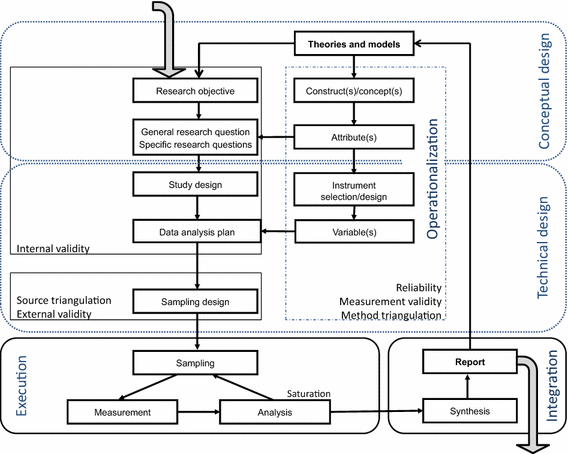 Theories and models
Conceptual design
Research objective
Construct(s)/concept(s)
General research question
Specific research questions
Attribute(s)
Operationalization
Study design
Instrument
selection/design
Data analysis plan
Variable(s)
Internal validity
Technical design
Source triangulation
External validity
Sampling design
Reliability
Measurement validity
Method triangulation
Execution
Sampling
Saturation
Measurement
Analysis
Report
Synthesis
Integration